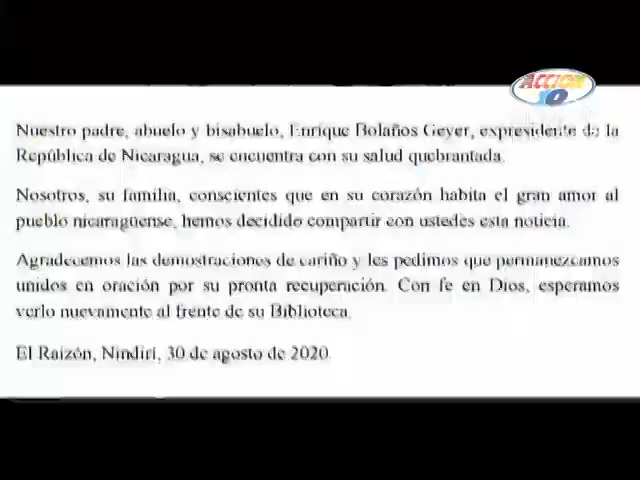 ACCION
10
Nuestro padre, abuelo y bisabuelo, Enrique Bolaños Geyer, expresidente de la
República de Nicaragua, se encuentra con su salud quebrantada.
Nosotros, su familia, conscientes que en su corazón habita el gran amor al
pueblo nicaragüense, hemos decidido compartir con ustedes esta noticia.
Agradecemos las demostraciones de cariño y les pedimos que permanezcamos
unidos en oración por su pronta recuperación. Con fe en Dios, esperamos
verlo nuevamente al frente de su Biblioteca.
El Raizón, Nindirí, 30 de agosto de 2020